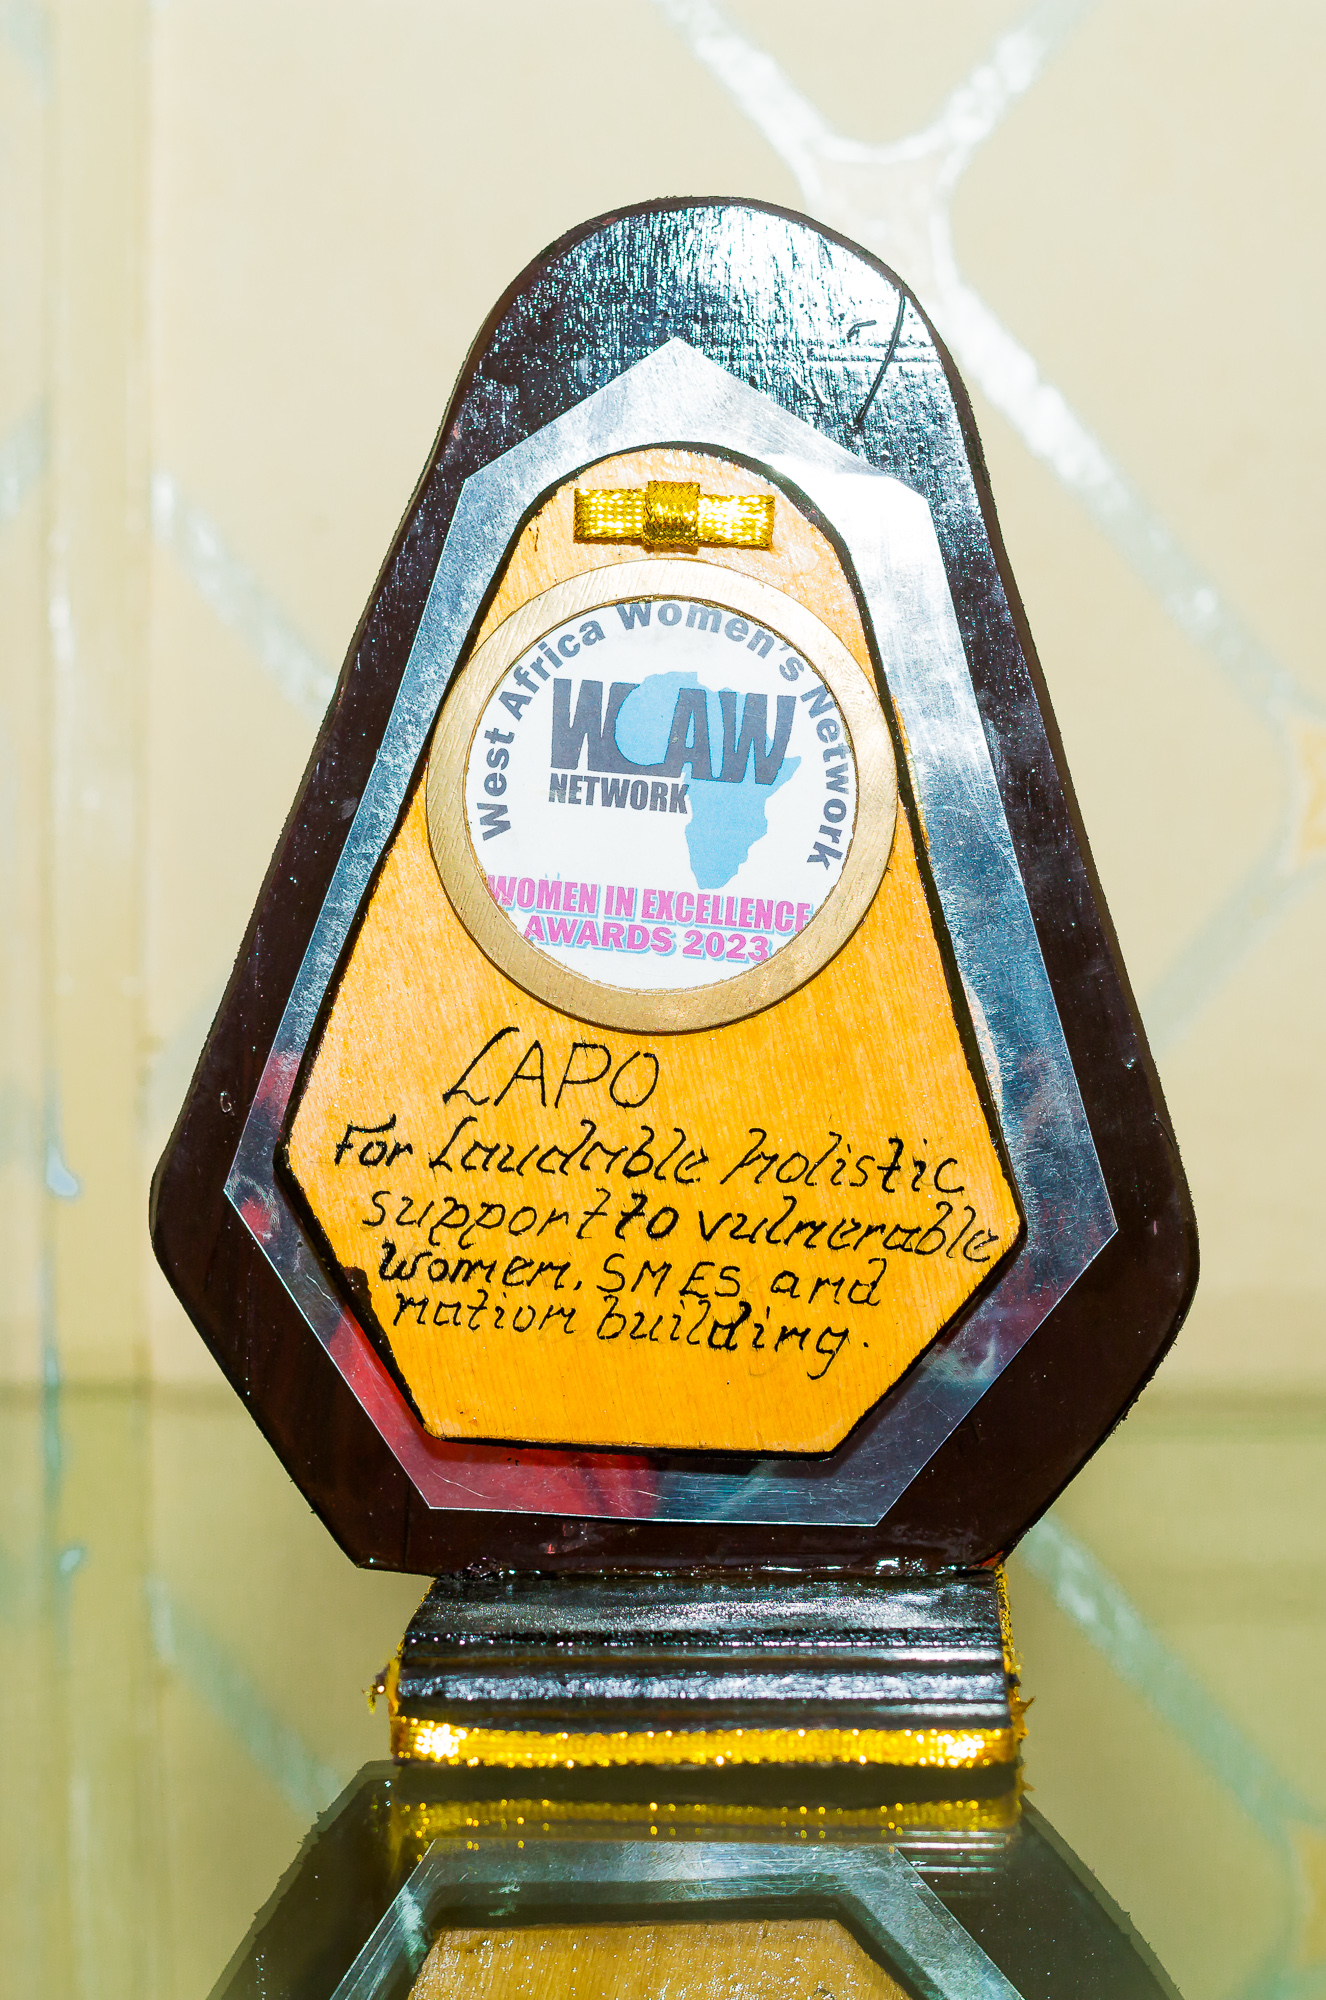 West Africa Women's Network
WAW
NETWORK
WOMEN IN EXCELLENCE
AWARDS 2023
LAPO
For Laudable holistic
support to vulnerable
Women, SMES and
nation building.